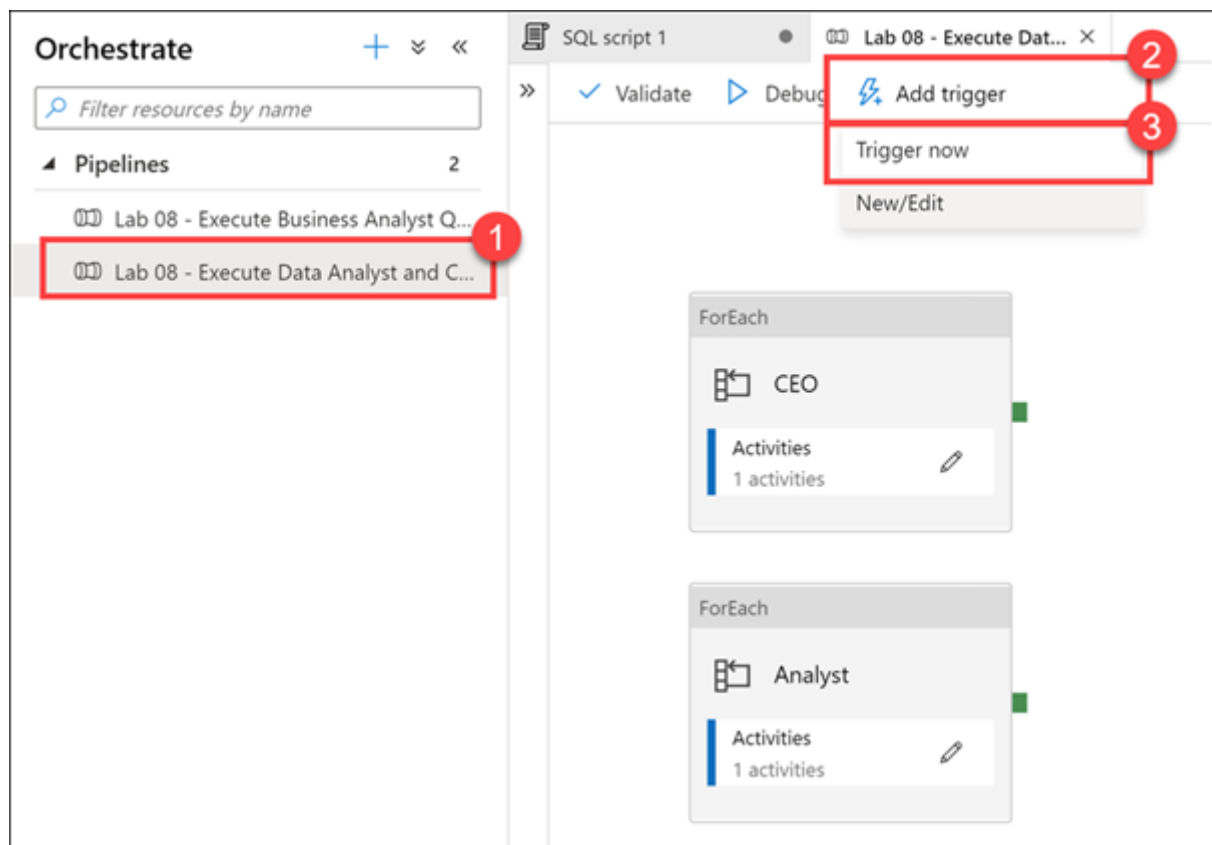 Orchestrate
Filter resources by name
Pipelines 2
Lab 08 - Execute Business Analyst Q...
1
Lab 08 - Execute Data Analyst and C...
SQL script 1
Lab 08 - Execute Dat...
2
Validate
Debug
Add trigger
3
Trigger now
New/Edit
ForEach
CEO
Activities
1 activities
ForEach
Analyst
Activities
1 activities